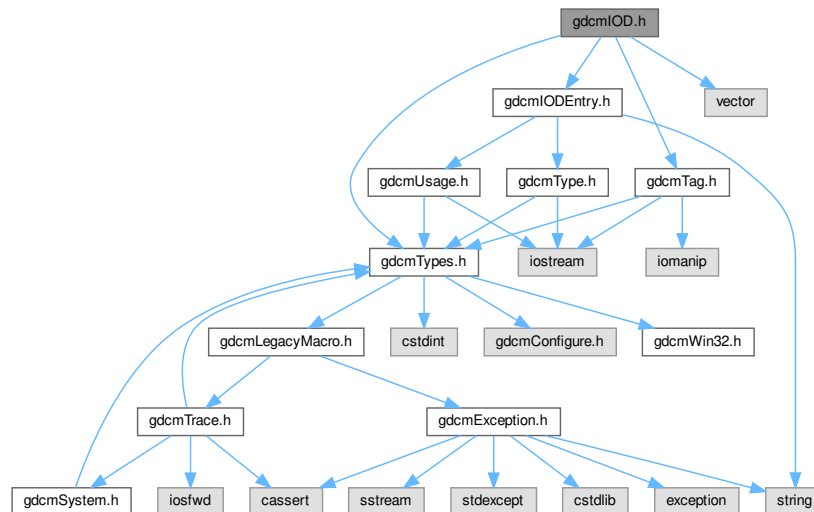 gdcmIOD.h
gdcmIODEntry.h
vector
gdcmUsage.h
gdcmType.h
gdcmTag.h
gdcmTypes.h
iostream
iomanip
gdcmLegacyMacro.h
cstdint
gdcmConfigure.h
gdcmWin32.h
gdcmTrace.h
gdcmException.h
gdcmSystem.h
iosfwd
cassert
sstream
stdexcept
cstdlib
exception
string